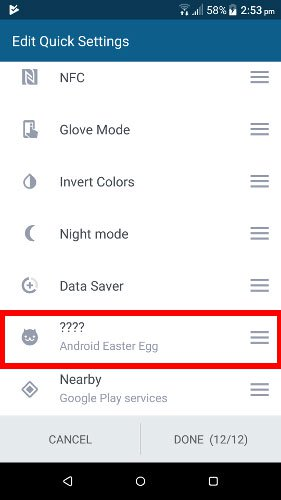 58% 2:53 pm
Edit Quick Settings
NFC
Glove Mode
Invert Colors
Night mode
Data Saver
????
Android Easter Egg
Nearby
Google Play services
CANCEL DONE (12/12)